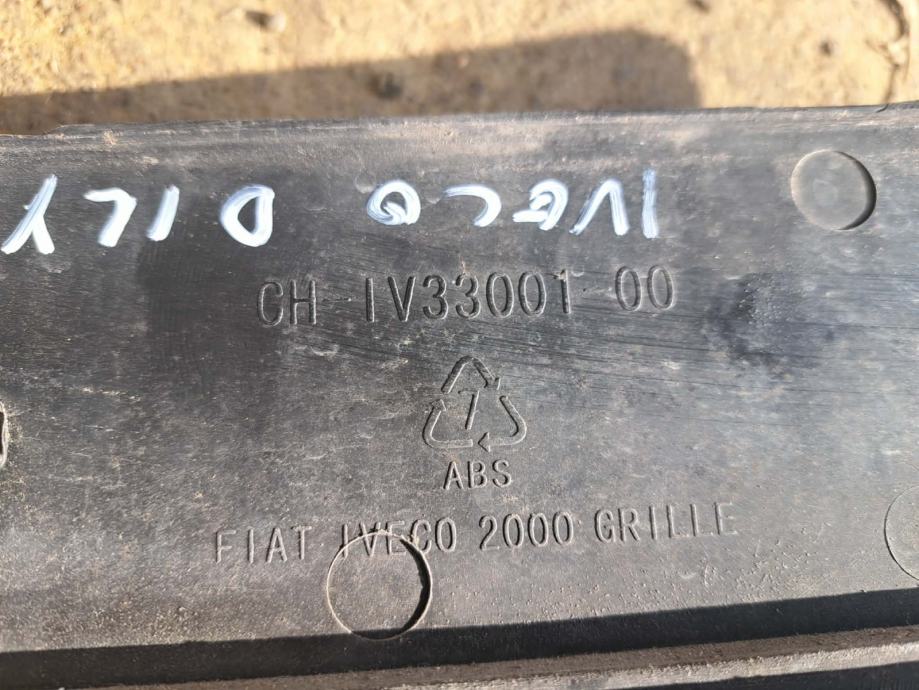 IVECO DILY
CH-IV33001-00
7
ABS
FIAT IVECO 2000 GRILLE